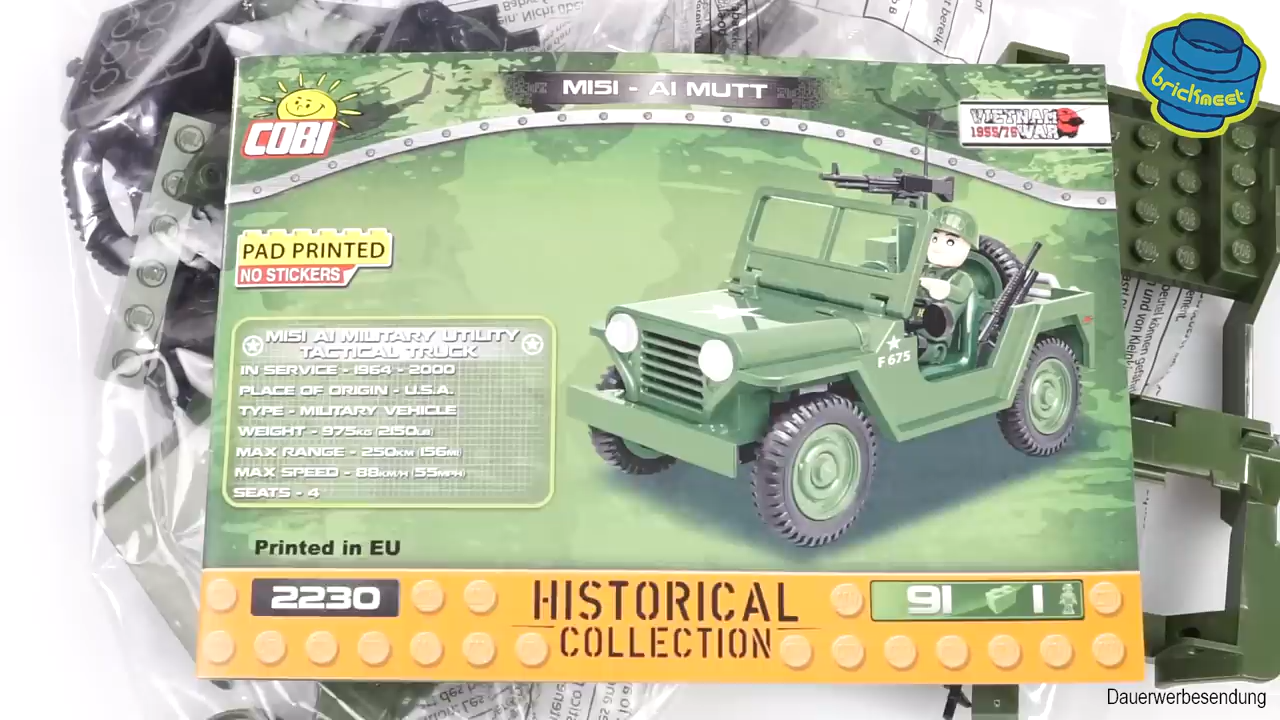 M151 - A1 MUTT
brickmeet
COBI
VIETNAM
1955/75 WAR
PAD PRINTED
NO STICKERS
M151 A1 MILITARY UTILITY
TACTICAL TRUCK
IN SERVICE - 1964 - 2000
PLACE OF ORIGIN - U.S.A.
TYPE - MILITARY VEHICLE
WEIGHT - 975KG (2150LB)
MAX RANGE - 250KM (156MI)
MAX SPEED - 88KM/H (55MPH)
SEATS - 4
F 675
Printed in EU
2230
HISTORICAL
COLLECTION
91 1
Dauerwerbesendung